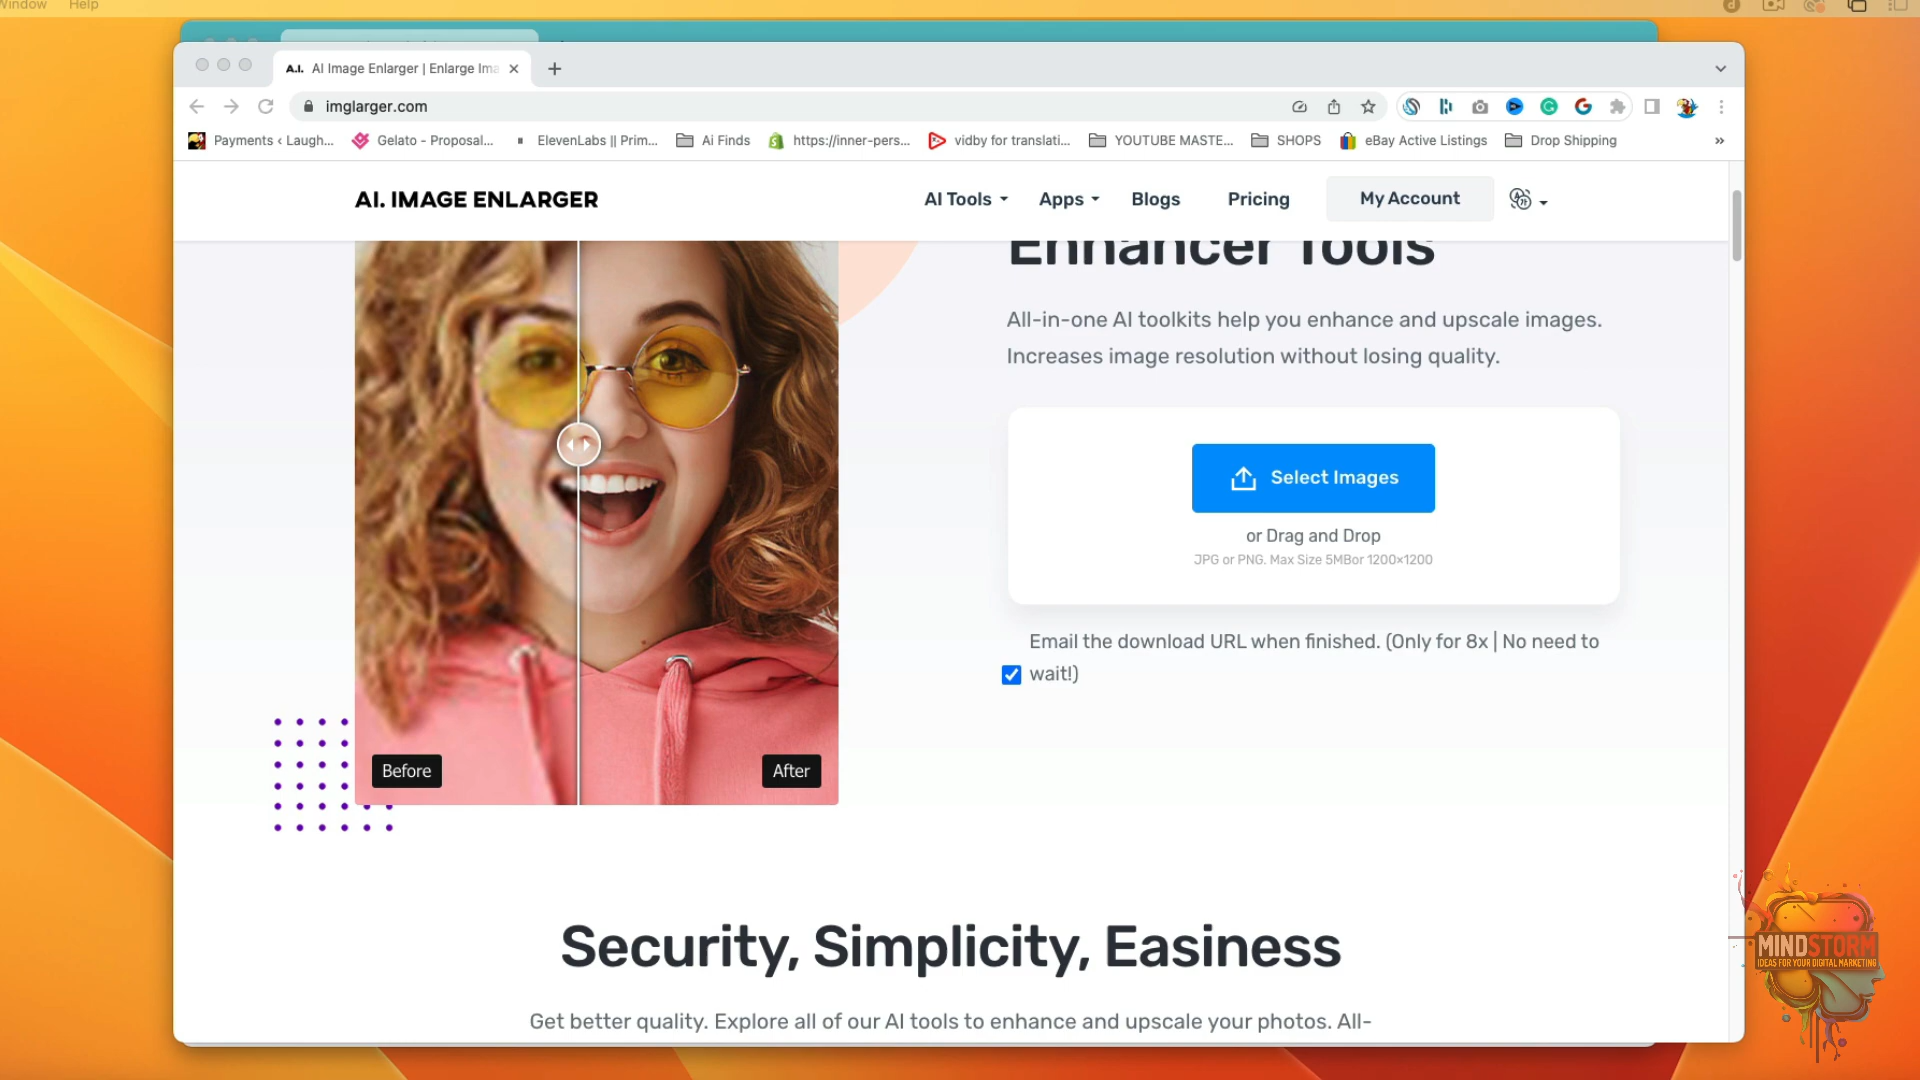 Window Help
A.I. AI Image Enlarger | Enlarge Ima
imglarger.com
Payments ‹ Laugh... Gelato - Proposal... ElevenLabs || Prim... Ai Finds https://inner-pers... vidby for translati... YOUTUBE MASTE... SHOPS eBay Active Listings Drop Shipping »
AI. IMAGE ENLARGER AI Tools Apps Blogs Pricing My Account
Enhancer Tools
All-in-one AI toolkits help you enhance and upscale images.
Increases image resolution without losing quality.
Select Images
or Drag and Drop
JPG or PNG. Max Size 5MBor 1200×1200
Email the download URL when finished. (Only for 8x | No need to
wait!)
Before After
Security, Simplicity, Easiness
Get better quality. Explore all of our AI tools to enhance and upscale your photos. All-
MINDSTORM
IDEAS FOR YOUR DIGITAL MARKETING